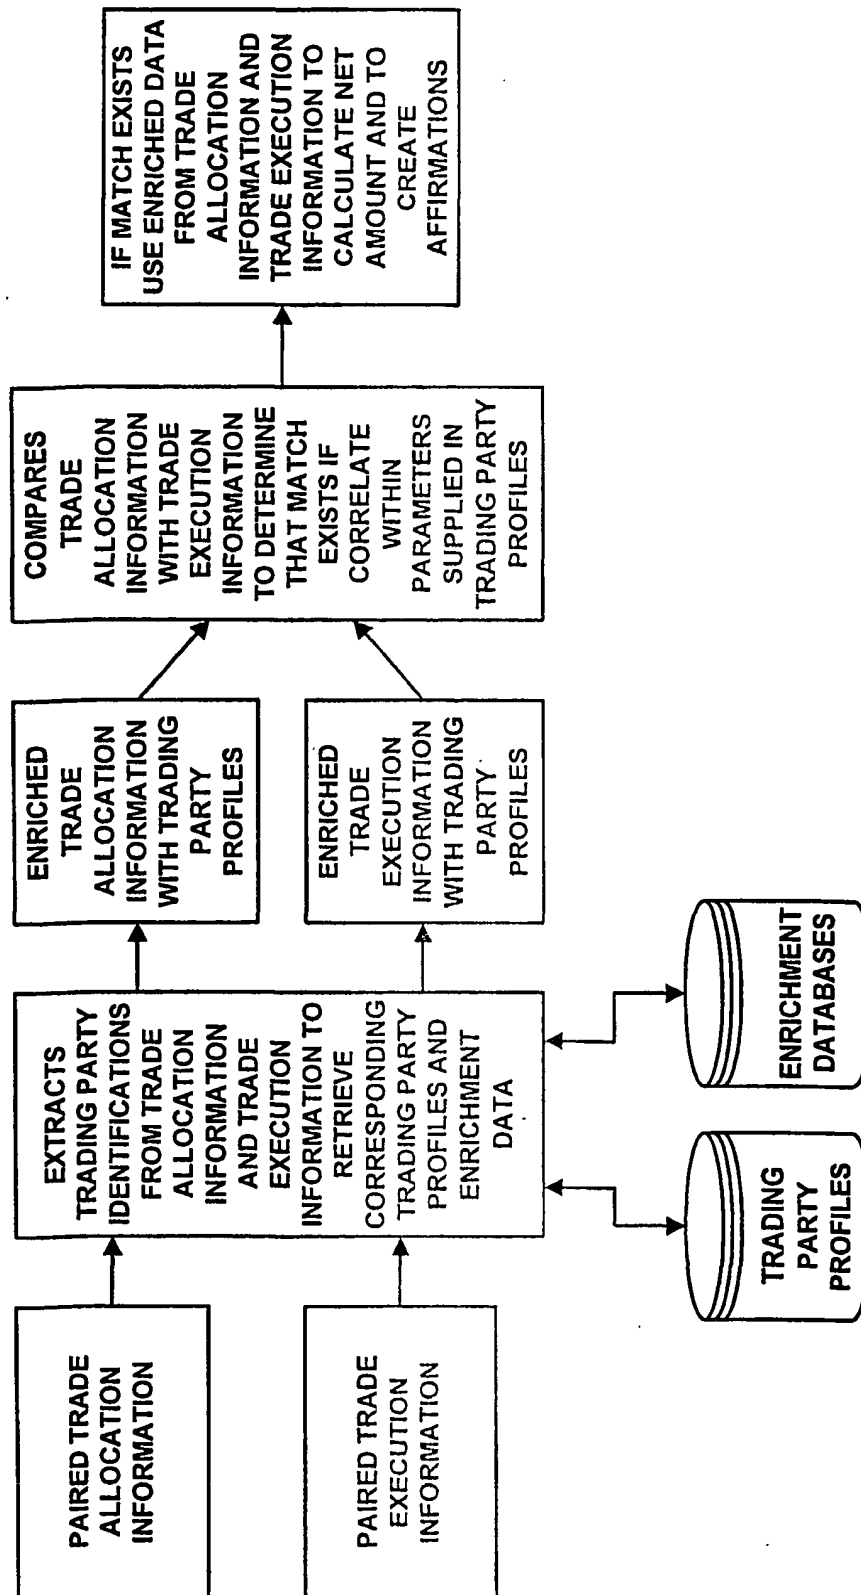 PAIRED TRADE
ALLOCATION
INFORMATION
PAIRED TRADE
EXECUTION
INFORMATION
EXTRACTS
TRADING PARTY
IDENTIFICATIONS
FROM TRADE
ALLOCATION
INFORMATION
AND TRADE
EXECUTION
INFORMATION TO
RETRIEVE
CORRESPONDING
TRADING PARTY
PROFILES AND
ENRICHMENT
DATA
TRADING
PARTY
PROFILES
ENRICHMENT
DATABASES
ENRICHED
TRADE
ALLOCATION
INFORMATION
WITH TRADING
PARTY
PROFILES
ENRICHED
TRADE
EXECUTION
INFORMATION
WITH TRADING
PARTY
PROFILES
COMPARES
TRADE
ALLOCATION
INFORMATION
WITH TRADE
EXECUTION
INFORMATION
TO DETERMINE
THAT MATCH
EXISTS IF
CORRELATE
WITHIN
PARAMETERS
SUPPLIED IN
TRADING PARTY
PROFILES
IF MATCH EXISTS
USE ENRICHED DATA
FROM TRADE
ALLOCATION
INFORMATION AND
TRADE EXECUTION
INFORMATION TO
CALCULATE NET
AMOUNT AND TO
CREATE
AFFIRMATIONS